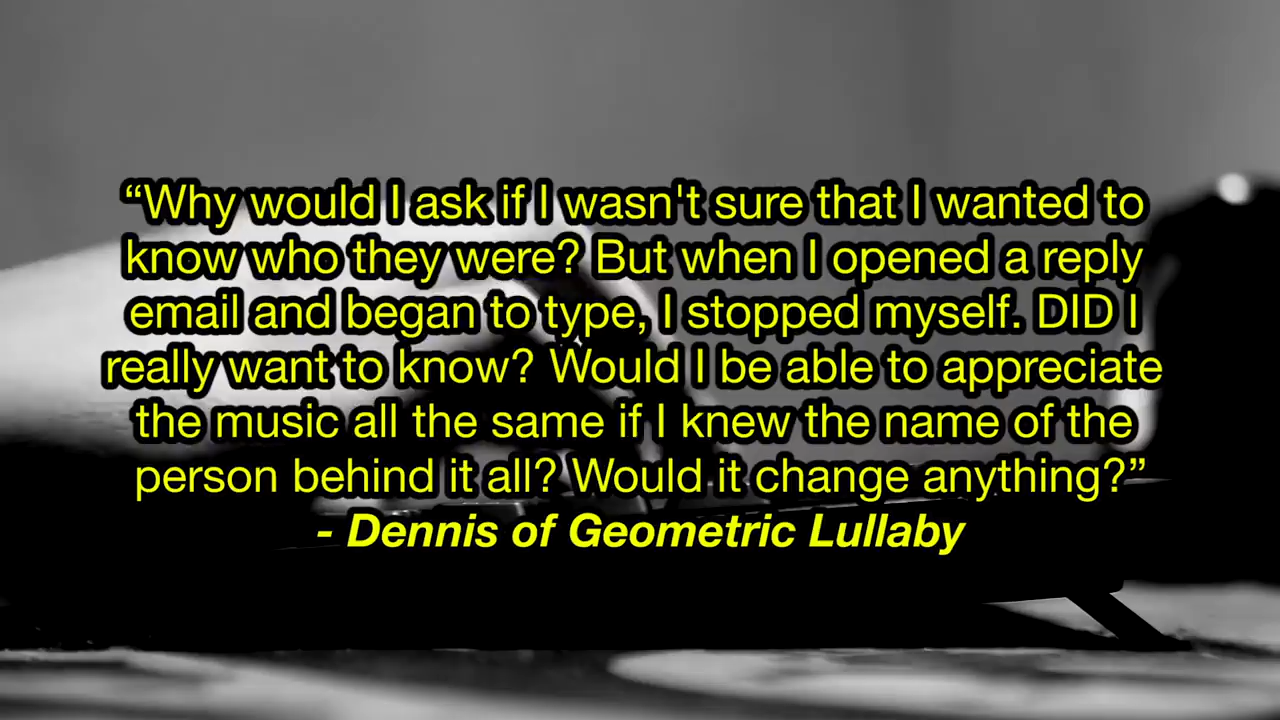 “Why would I ask if I wasn't sure that I wanted to
know who they were? But when I opened a reply
email and began to type, I stopped myself. DID I
really want to know? Would I be able to appreciate
the music all the same if I knew the name of the
person behind it all? Would it change anything?”
- Dennis of Geometric Lullaby